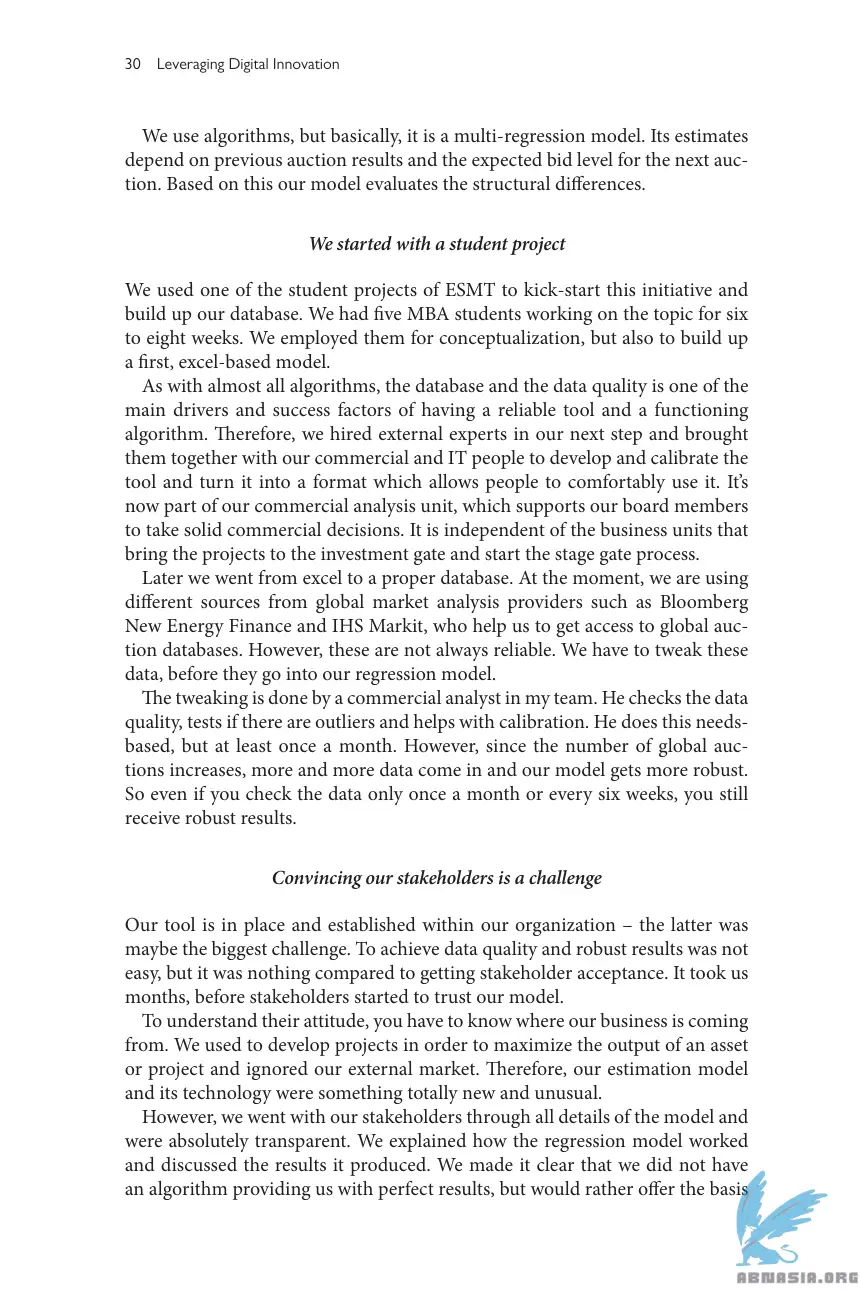 30 Leveraging Digital Innovation
We use algorithms, but basically, it is a multi-regression model. Its estimates
depend on previous auction results and the expected bid level for the next auc-
tion. Based on this our model evaluates the structural differences.
We started with a student project
We used one of the student projects of ESMT to kick-start this initiative and
build up our database. We had five MBA students working on the topic for six
to eight weeks. We employed them for conceptualization, but also to build up
a first, excel-based model.
As with almost all algorithms, the database and the data quality is one of the
main drivers and success factors of having a reliable tool and a functioning
algorithm. Therefore, we hired external experts in our next step and brought
them together with our commercial and IT people to develop and calibrate the
tool and turn it into a format which allows people to comfortably use it. It’s
now part of our commercial analysis unit, which supports our board members
to take solid commercial decisions. It is independent of the business units that
bring the projects to the investment gate and start the stage gate process.
Later we went from excel to a proper database. At the moment, we are using
different sources from global market analysis providers such as Bloomberg
New Energy Finance and IHS Markit, who help us to get access to global auc-
tion databases. However, these are not always reliable. We have to tweak these
data, before they go into our regression model.
The tweaking is done by a commercial analyst in my team. He checks the data
quality, tests if there are outliers and helps with calibration. He does this needs-
based, but at least once a month. However, since the number of global auc-
tions increases, more and more data come in and our model gets more robust.
So even if you check the data only once a month or every six weeks, you still
receive robust results.
Convincing our stakeholders is a challenge
Our tool is in place and established within our organization – the latter was
maybe the biggest challenge. To achieve data quality and robust results was not
easy, but it was nothing compared to getting stakeholder acceptance. It took us
months, before stakeholders started to trust our model.
To understand their attitude, you have to know where our business is coming
from. We used to develop projects in order to maximize the output of an asset
or project and ignored our external market. Therefore, our estimation model
and its technology were something totally new and unusual.
However, we went with our stakeholders through all details of the model and
were absolutely transparent. We explained how the regression model worked
and discussed the results it produced. We made it clear that we did not have
an algorithm providing us with perfect results, but would rather offer the basis
ABNASIA.ORG